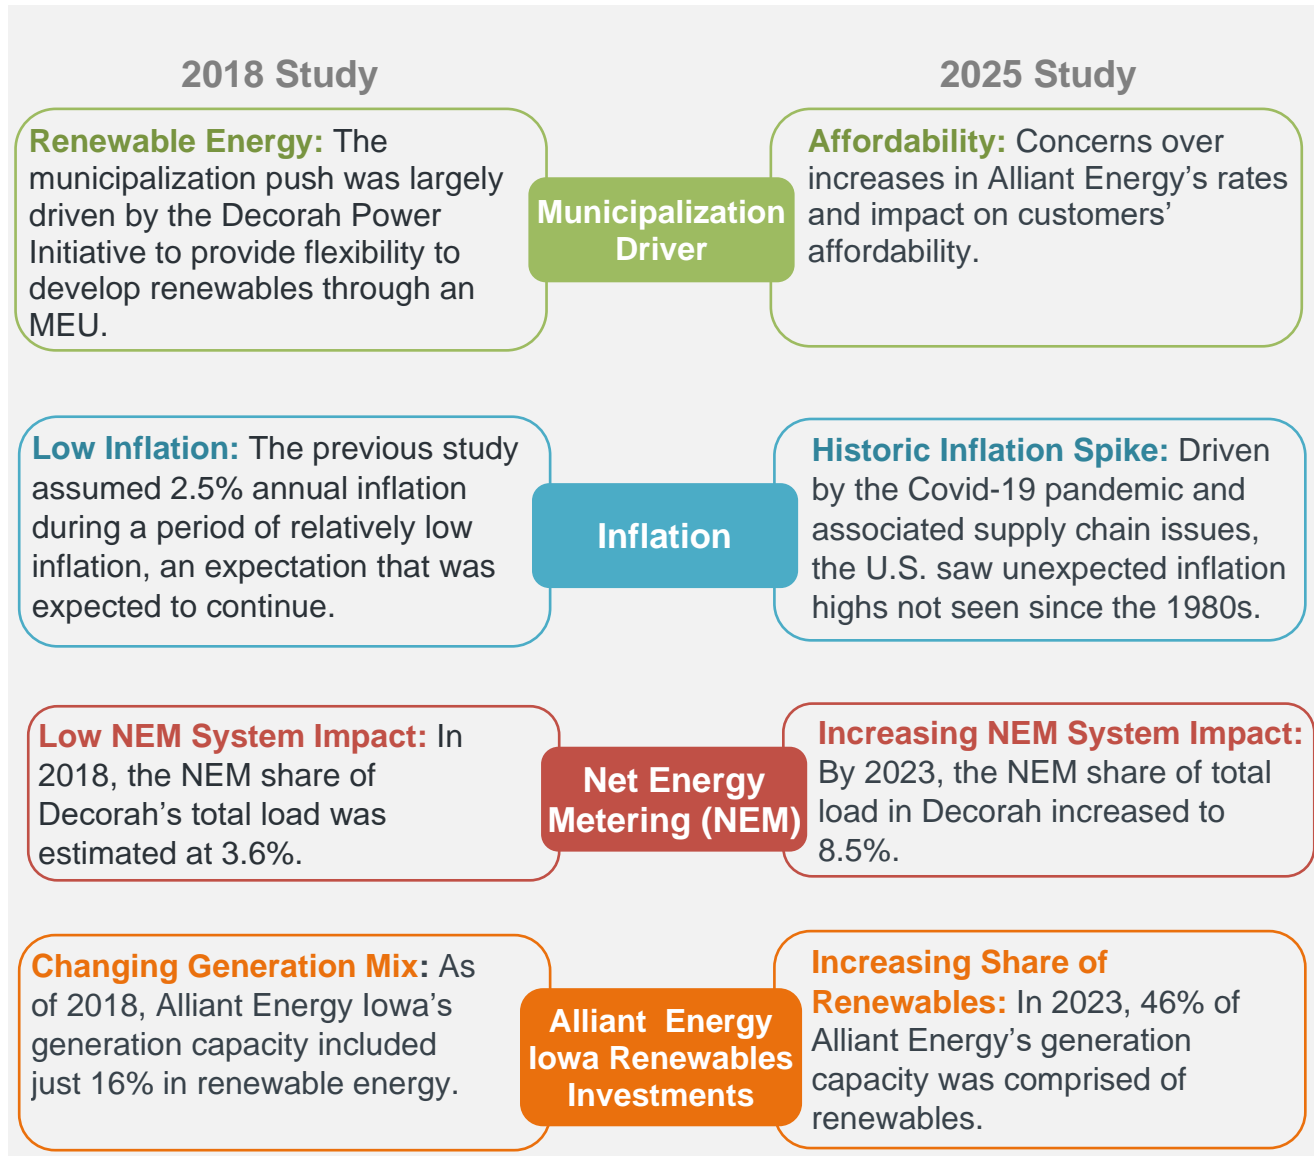 2018 Study
2025 Study
Renewable Energy: The
municipalization push was largely
driven by the Decorah Power
Initiative to provide flexibility to
develop renewables through an
MEU.
Municipalization
Driver
Affordability: Concerns over
increases in Alliant Energy’s rates
and impact on customers’
affordability.
Low Inflation: The previous study
assumed 2.5% annual inflation
during a period of relatively low
inflation, an expectation that was
expected to continue.
Inflation
Historic Inflation Spike: Driven
by the Covid-19 pandemic and
associated supply chain issues,
the U.S. saw unexpected inflation
highs not seen since the 1980s.
Low NEM System Impact: In
2018, the NEM share of
Decorah’s total load was
estimated at 3.6%.
Net Energy
Metering (NEM)
Increasing NEM System Impact:
By 2023, the NEM share of total
load in Decorah increased to
8.5%.
Changing Generation Mix: As
of 2018, Alliant Energy Iowa’s
generation capacity included
just 16% in renewable energy.
Alliant Energy
Iowa Renewables
Investments
Increasing Share of
Renewables: In 2023, 46% of
Alliant Energy’s generation
capacity was comprised of
renewables.